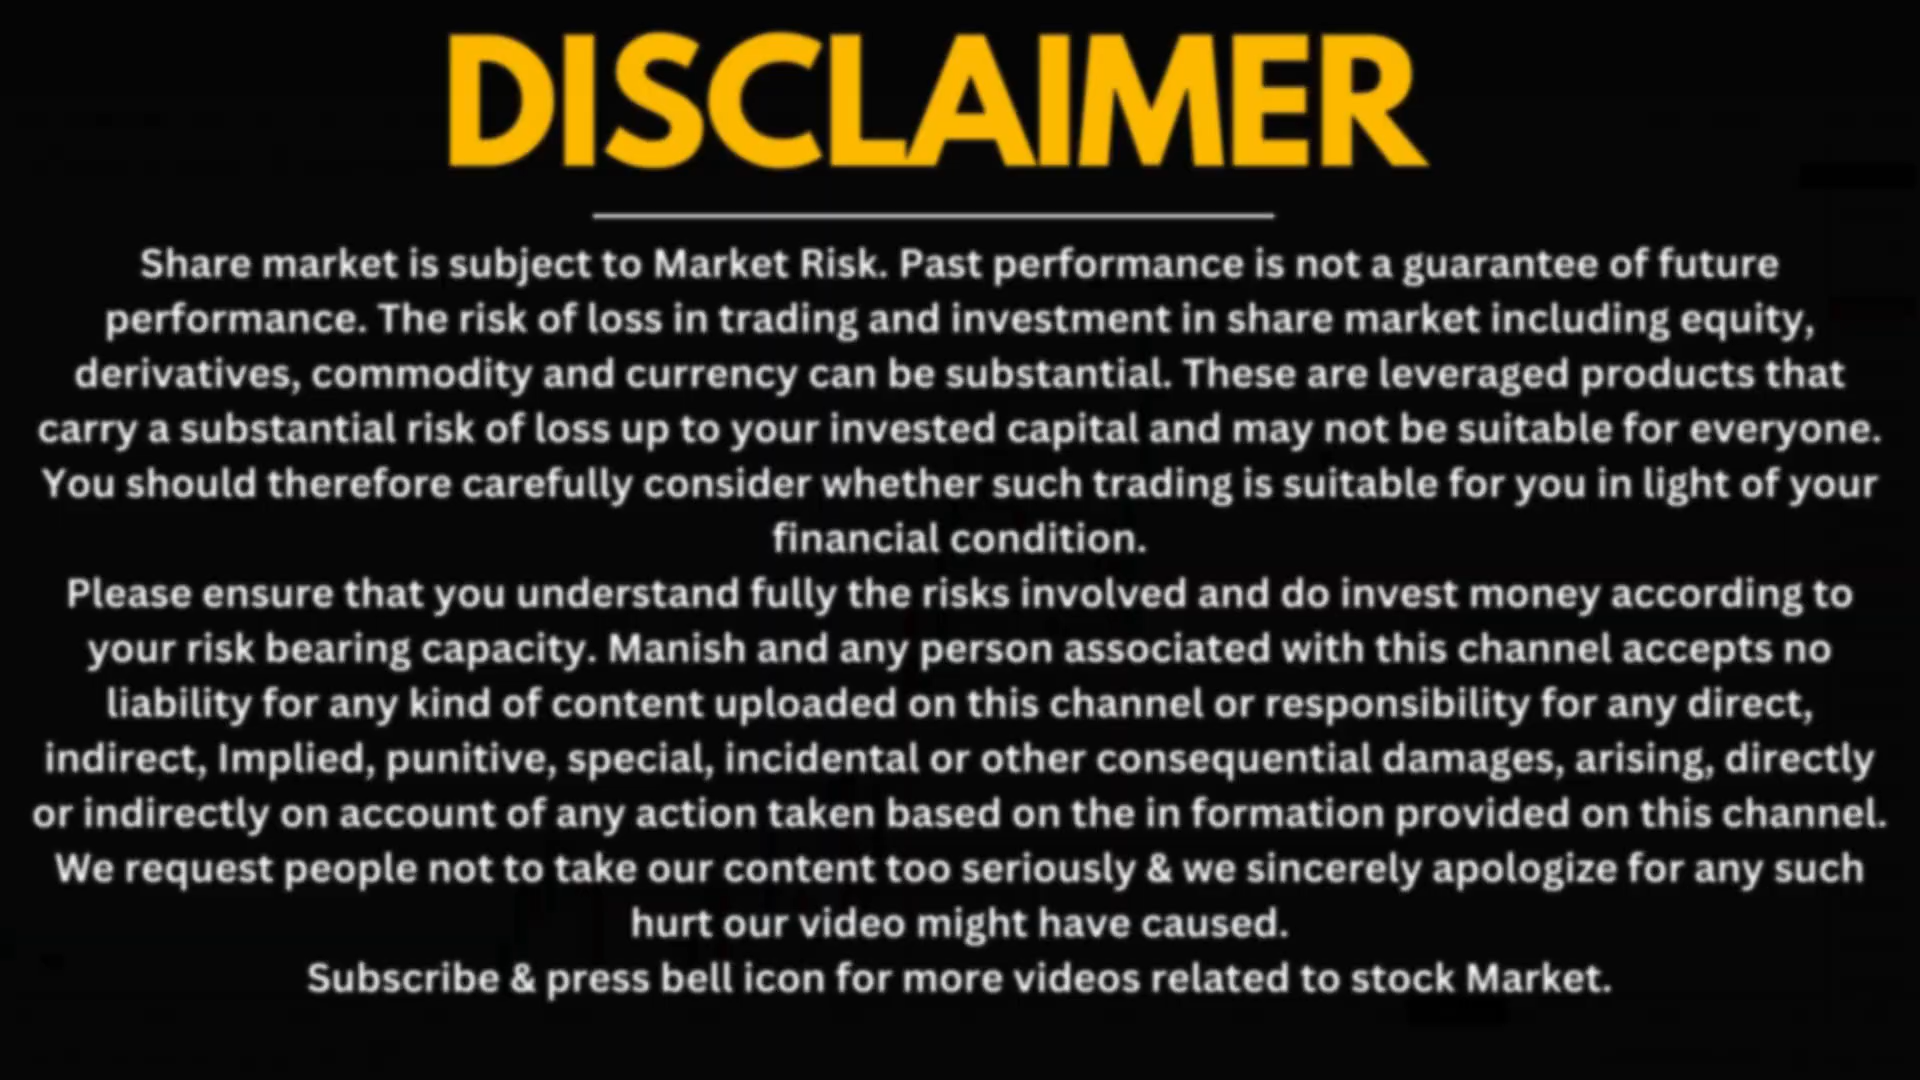 DISCLAIMER
Share market is subject to Market Risk. Past performance is not a guarantee of future
performance. The risk of loss in trading and investment in share market including equity,
derivatives, commodity and currency can be substantial. These are leveraged products that
carry a substantial risk of loss up to your invested capital and may not be suitable for everyone.
You should therefore carefully consider whether such trading is suitable for you in light of your
financial condition.
Please ensure that you understand fully the risks involved and do invest money according to
your risk bearing capacity. Manish and any person associated with this channel accepts no
liability for any kind of content uploaded on this channel or responsibility for any direct,
indirect, Implied, punitive, special, incidental or other consequential damages, arising, directly
or indirectly on account of any action taken based on the in formation provided on this channel.
We request people not to take our content too seriously & we sincerely apologize for any such
hurt our video might have caused.
Subscribe & press bell icon for more videos related to stock Market.